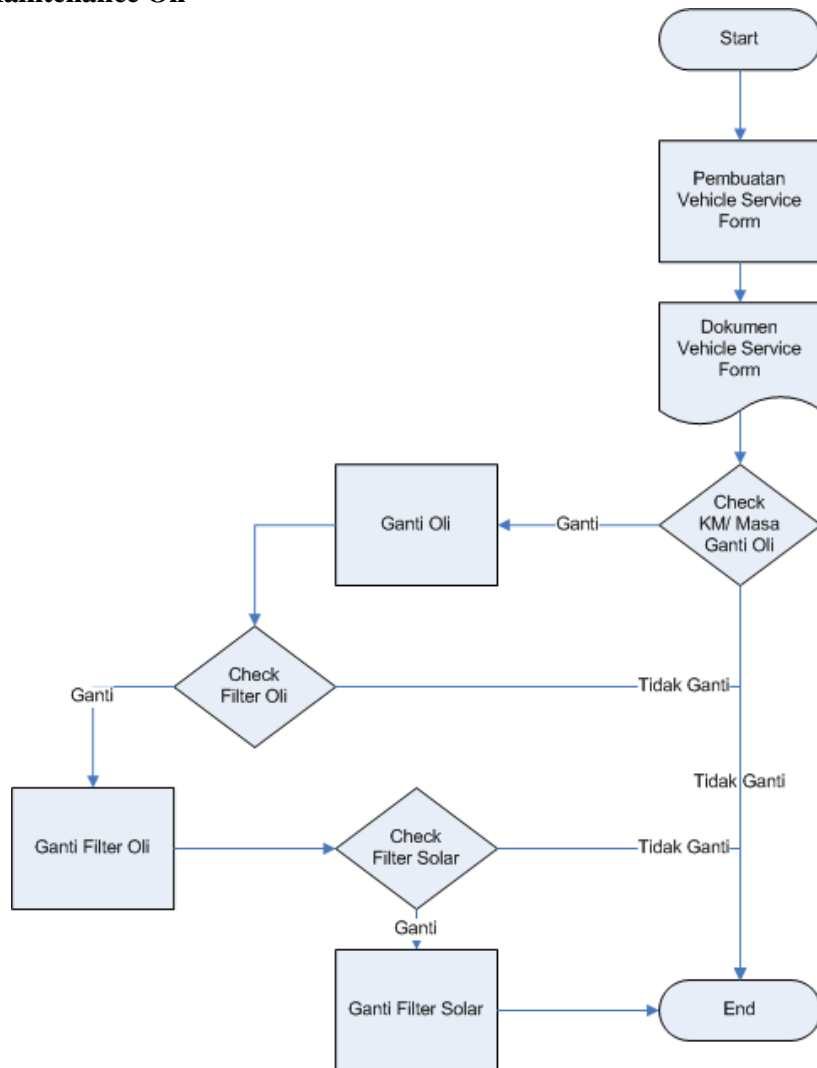 Maintenance Oli
Start
Pembuatan
Vehicle Service
Form
Dokumen
Vehicle Service
Form
Check
KM/ Masa
Ganti Oli
Ganti
Ganti Oli
Check
Filter Oli
Ganti
Tidak Ganti
Tidak Ganti
Ganti Filter Oli
Check
Filter Solar
Tidak Ganti
Ganti
Ganti Filter Solar
End